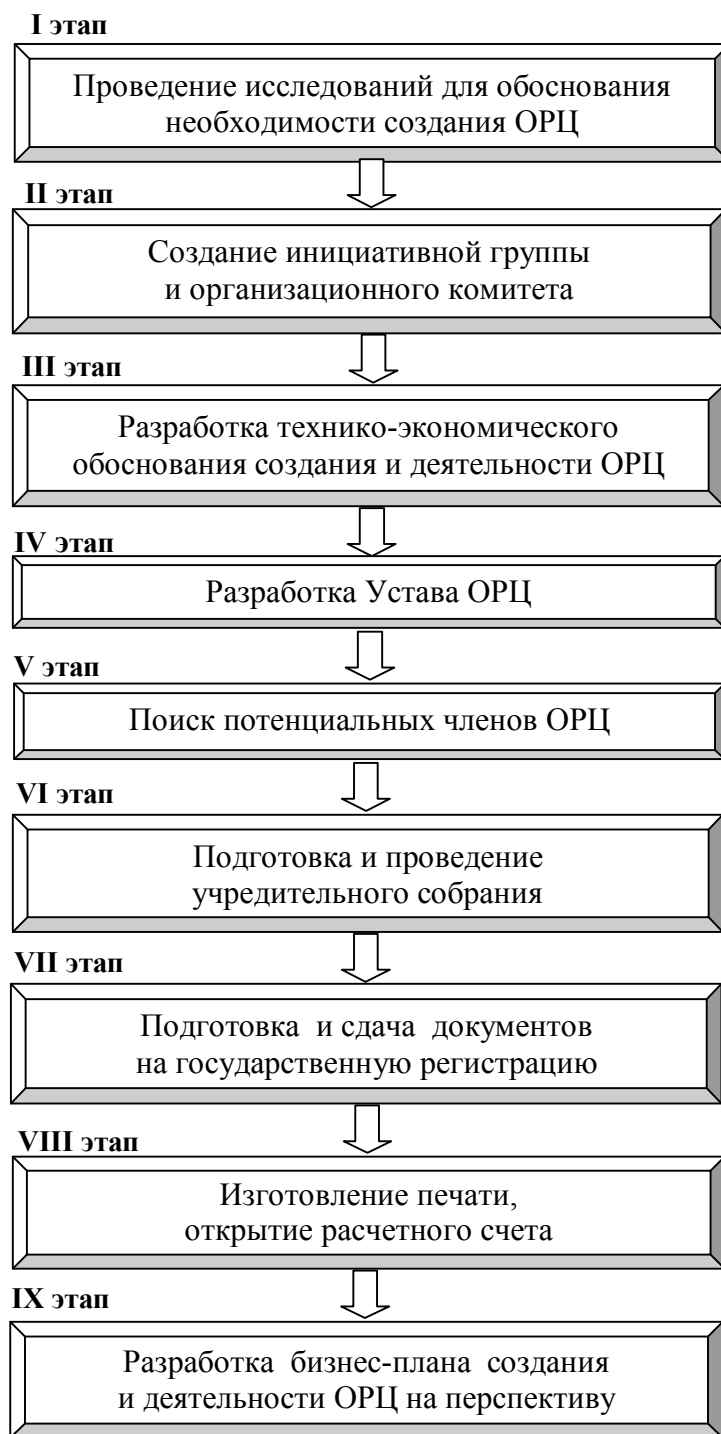 I этап
Проведение исследований для обоснования
необходимости создания ОРЦ
II этап
Создание инициативной группы
и организационного комитета
III этап
Разработка технико-экономического
обоснования создания и деятельности ОРЦ
IV этап
Разработка Устава ОРЦ
V этап
Поиск потенциальных членов ОРЦ
VI этап
Подготовка и проведение
учредительного собрания
VII этап
Подготовка и сдача документов
на государственную регистрацию
VIII этап
Изготовление печати,
открытие расчетного счета
IX этап
Разработка бизнес-плана создания
и деятельности ОРЦ на перспективу